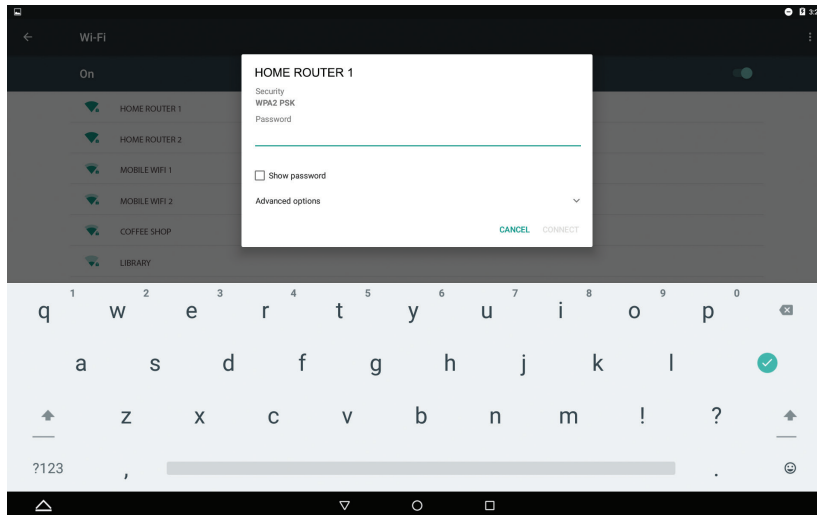 3:2
Wi-Fi
On
HOME ROUTER 1
Security
WPA2 PSK
Password
Show password
Advanced options
CANCEL CONNECT
HOME ROUTER 1
HOME ROUTER 2
MOBILE WIFI 1
MOBILE WIFI 2
COFFEE SHOP
LIBRARY
1 2 3 4 5 6 7 8 9 0
q w e r t y u i o p
a s d f g h j k l
z x c v b n m ! ?
?123 , .